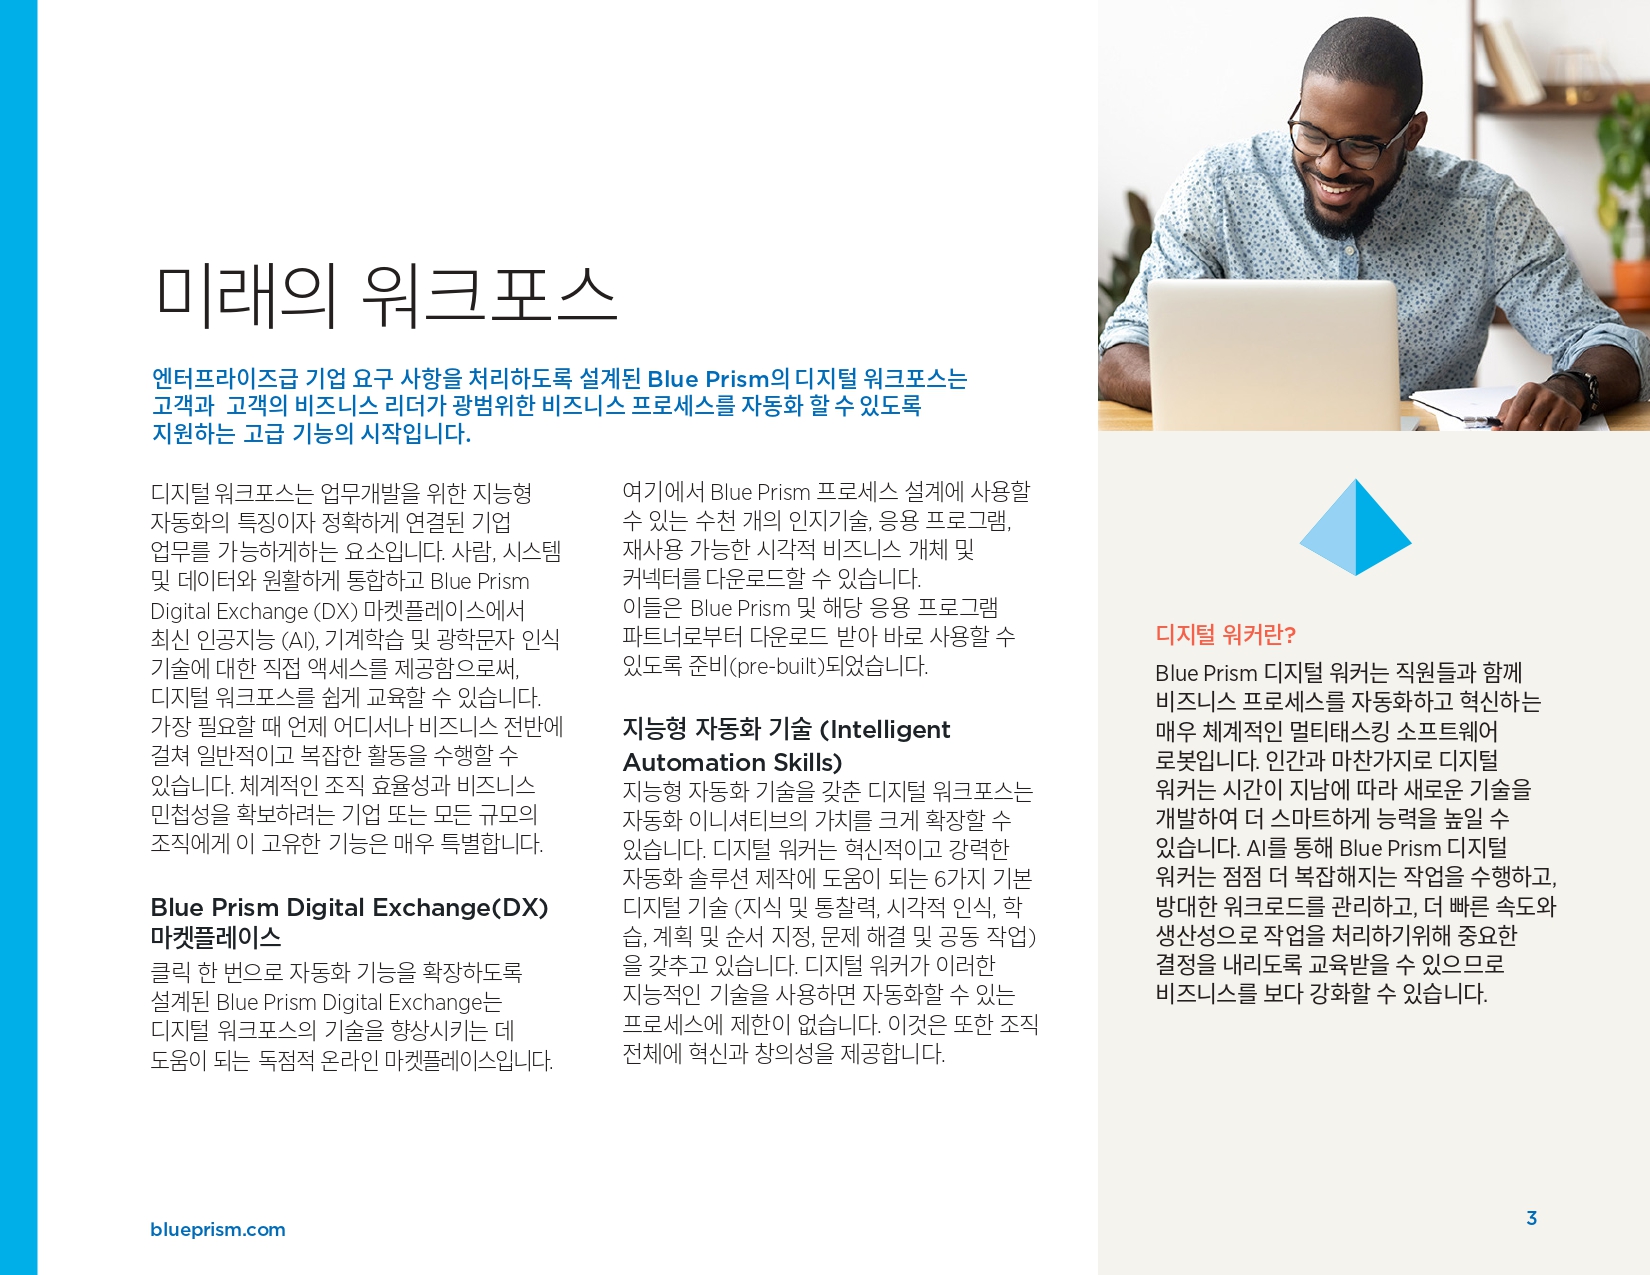 미래의 워크포스
엔터프라이즈급 기업 요구 사항을 처리하도록 설계된 Blue Prism의 디지털 워크포스는
고객과 고객의 비즈니스 리더가 광범위한 비즈니스 프로세스를 자동화 할 수 있도록
지원하는 고급 기능의 시작입니다.
디지털 워크포스는 업무개발을 위한 지능형
자동화의 특징이자 정확하게 연결된 기업
업무를 가능하게하는 요소입니다. 사람, 시스템
및 데이터와 원활하게 통합하고 Blue Prism
Digital Exchange (DX) 마켓플레이스에서
최신 인공지능 (AI), 기계학습 및 광학문자 인식
기술에 대한 직접 액세스를 제공함으로써,
디지털 워크포스를 쉽게 교육할 수 있습니다.
가장 필요할 때 언제 어디서나 비즈니스 전반에
걸쳐 일반적이고 복잡한 활동을 수행할 수
있습니다. 체계적인 조직 효율성과 비즈니스
민첩성을 확보하려는 기업 또는 모든 규모의
조직에게 이 고유한 기능은 매우 특별합니다.
Blue Prism Digital Exchange(DX)
마켓플레이스
클릭 한 번으로 자동화 기능을 확장하도록
설계된 Blue Prism Digital Exchange는
디지털 워크포스의 기술을 향상시키는 데
도움이 되는 독점적 온라인 마켓플레이스입니다.
여기에서 Blue Prism 프로세스 설계에 사용할
수 있는 수천 개의 인지기술, 응용 프로그램,
재사용 가능한 시각적 비즈니스 개체 및
커넥터를 다운로드할 수 있습니다.
이들은 Blue Prism 및 해당 응용 프로그램
파트너로부터 다운로드 받아 바로 사용할 수
있도록 준비(pre-built)되었습니다.
지능형 자동화 기술 (Intelligent
Automation Skills)
지능형 자동화 기술을 갖춘 디지털 워크포스는
자동화 이니셔티브의 가치를 크게 확장할 수
있습니다. 디지털 워커는 혁신적이고 강력한
자동화 솔루션 제작에 도움이 되는 6가지 기본
디지털 기술 (지식 및 통찰력, 시각적 인식, 학
습, 계획 및 순서 지정, 문제 해결 및 공동 작업)
을 갖추고 있습니다. 디지털 워커가 이러한
지능적인 기술을 사용하면 자동화할 수 있는
프로세스에 제한이 없습니다. 이것은 또한 조직
전체에 혁신과 창의성을 제공합니다.
디지털 워커란?
Blue Prism 디지털 워커는 직원들과 함께
비즈니스 프로세스를 자동화하고 혁신하는
매우 체계적인 멀티태스킹 소프트웨어
로봇입니다. 인간과 마찬가지로 디지털
워커는 시간이 지남에 따라 새로운 기술을
개발하여 더 스마트하게 능력을 높일 수
있습니다. AI를 통해 Blue Prism 디지털
워커는 점점 더 복잡해지는 작업을 수행하고,
방대한 워크로드를 관리하고, 더 빠른 속도와
생산성으로 작업을 처리하기위해 중요한
결정을 내리도록 교육받을 수 있으므로
비즈니스를 보다 강화할 수 있습니다.
blueprism.com
3